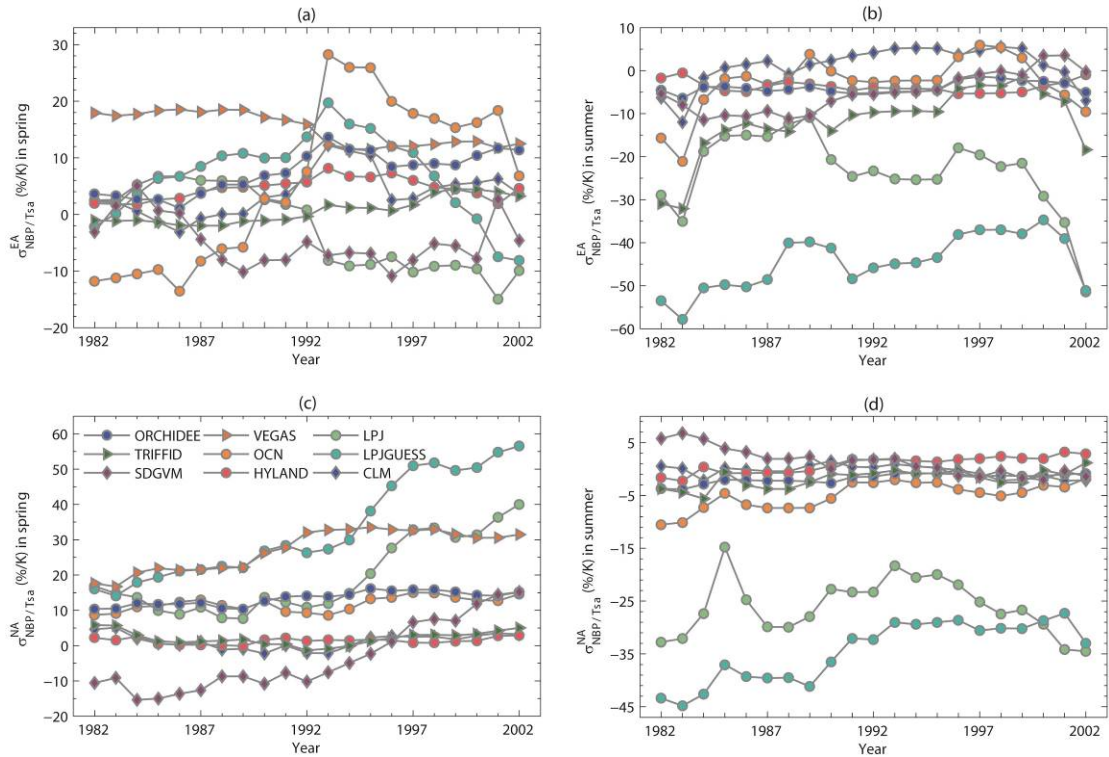 (a)
30
20
10
0
−10
−20
σ^EA_NBP/Tsa (%/K) in spring
1982 1987 1992 1997 2002
Year
(b)
10
0
−10
−20
−30
−40
−50
−60
σ^EA_NBP/Tsa (%/K) in summer
1982 1987 1992 1997 2002
Year
(c)
60
50
40
30
20
10
0
−10
−20
σ^NA_NBP/Tsa (%/K) in spring
ORCHIDEE VEGAS LPJ
TRIFFID OCN LPJGUESS
SDGVM HYLAND CLM
1982 1987 1992 1997 2002
Year
(d)
5
−5
−15
−25
−35
−45
σ^NA_NBP/Tsa (%/K) in summer
1982 1987 1992 1997 2002
Year